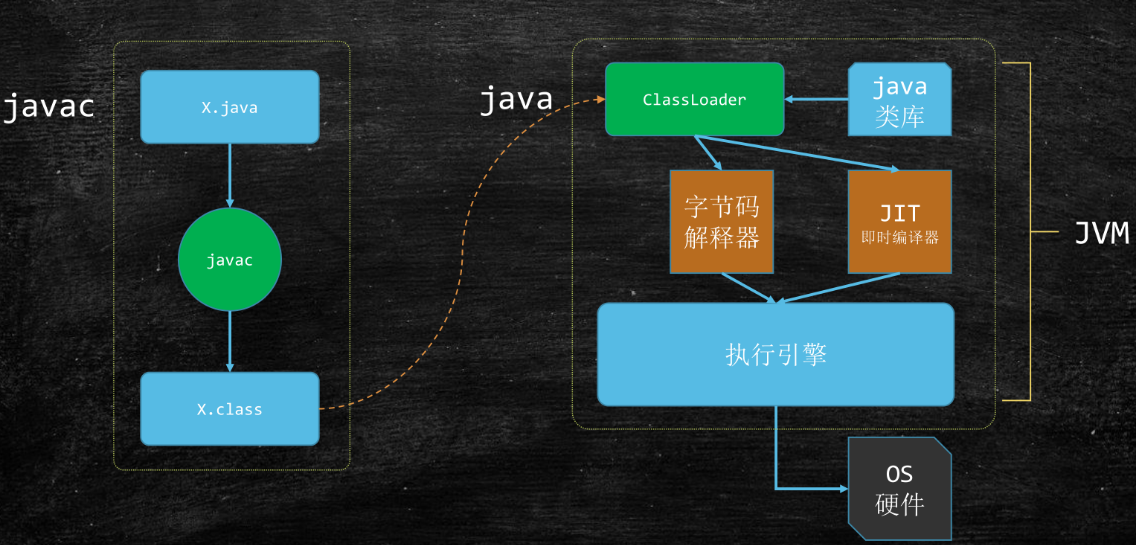 javac
X.java
javac
X.class
java
ClassLoader
java
类库
字节码
解释器
JIT
即时编译器
执行引擎
JVM
OS
硬件